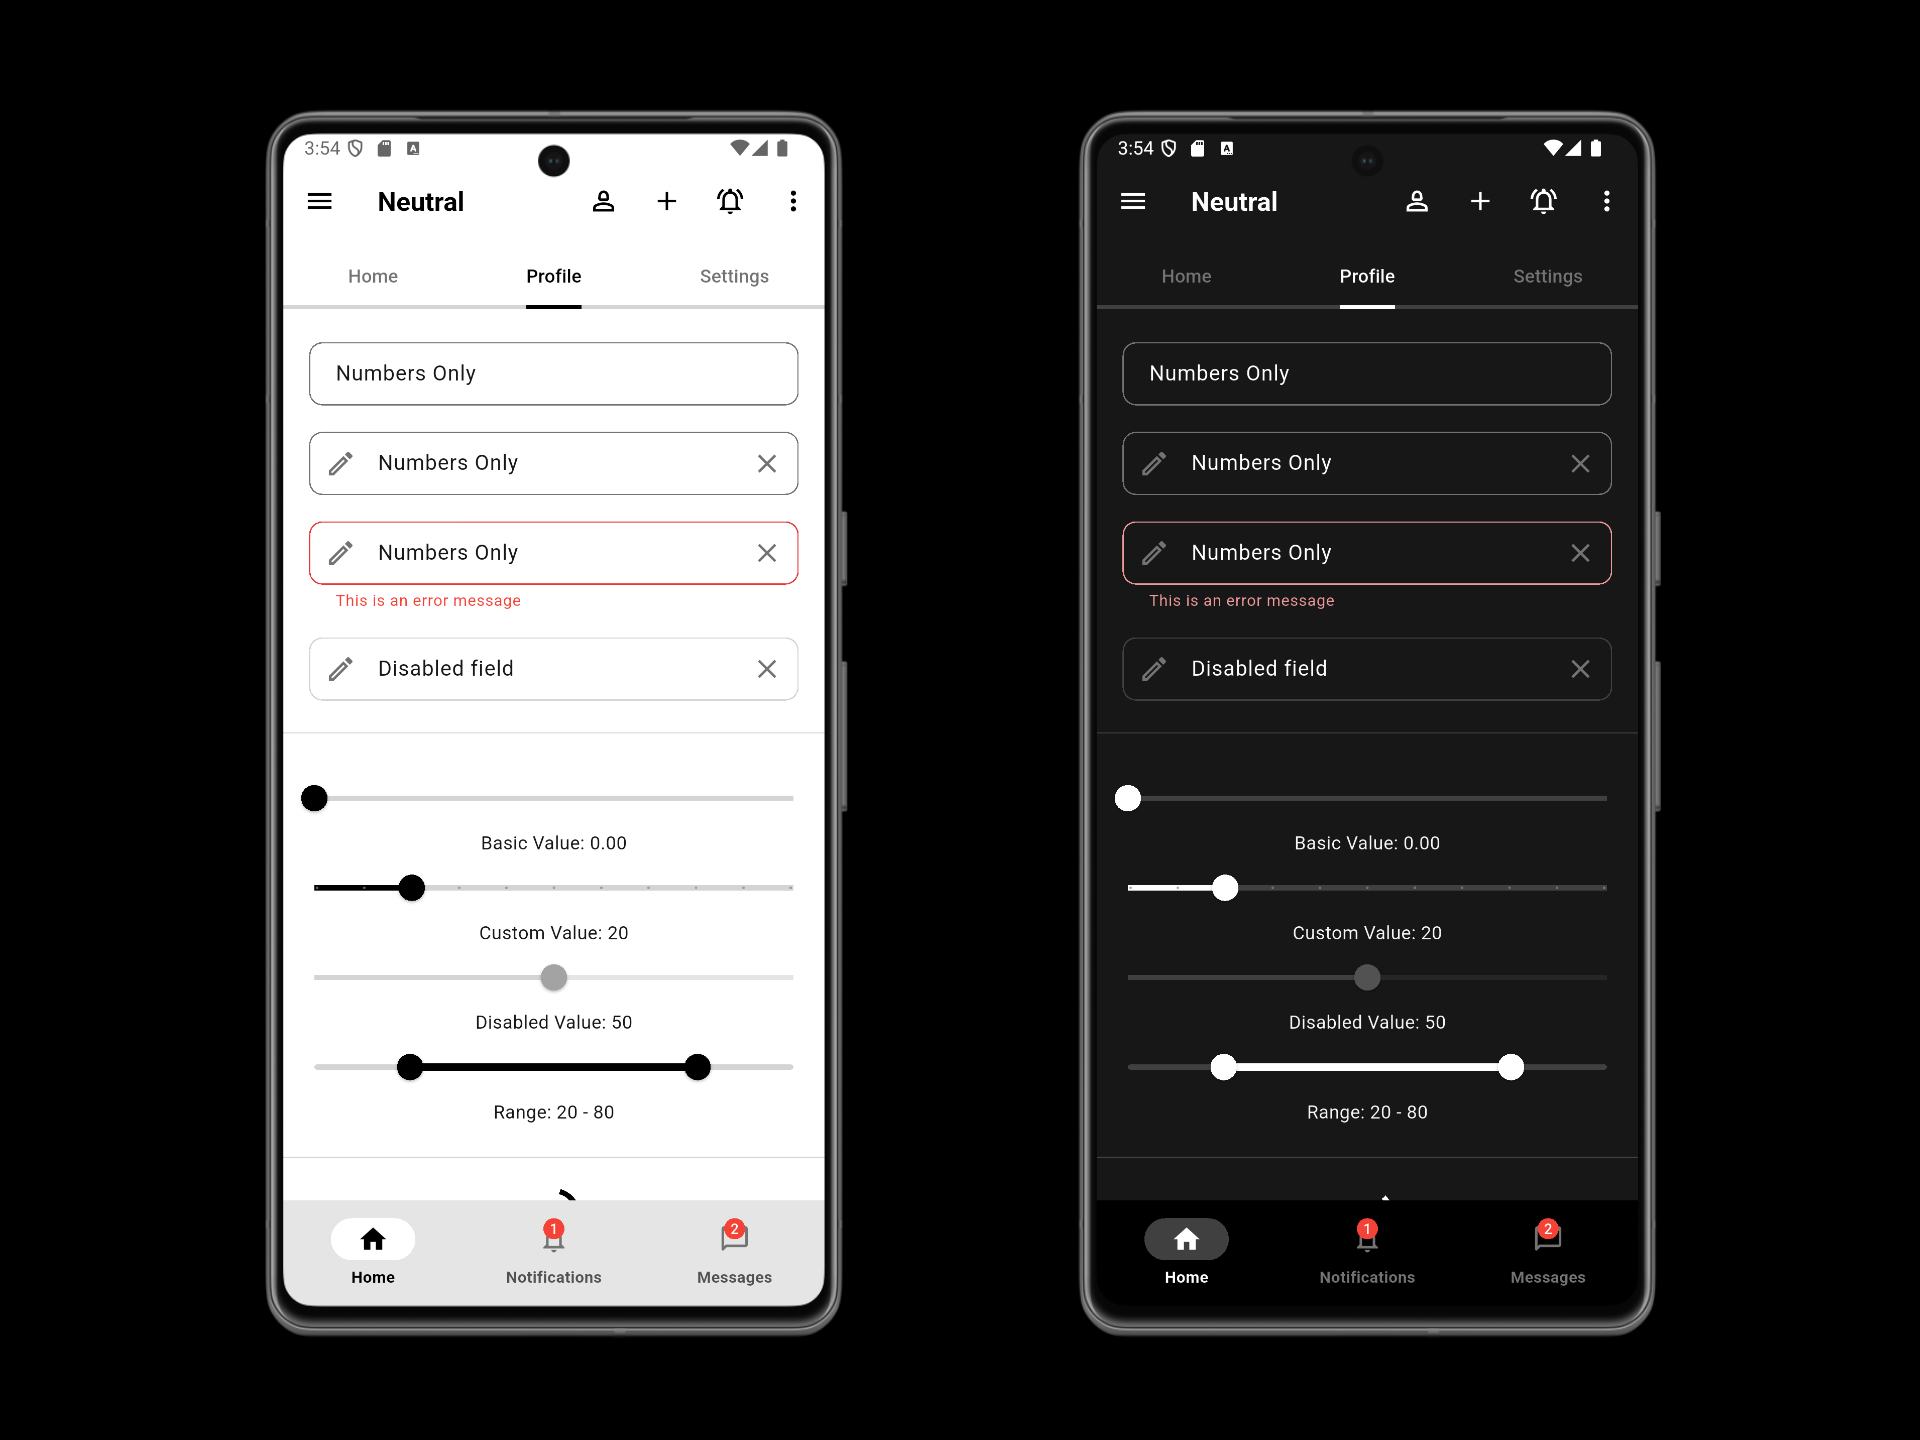 3:54
Neutral
Home Profile Settings
Numbers Only
Numbers Only
Numbers Only
This is an error message
Disabled field
Basic Value: 0.00
Custom Value: 20
Disabled Value: 50
Range: 20 - 80
1 2
Home Notifications Messages
3:54
Neutral
Home Profile Settings
Numbers Only
Numbers Only
Numbers Only
This is an error message
Disabled field
Basic Value: 0.00
Custom Value: 20
Disabled Value: 50
Range: 20 - 80
1 2
Home Notifications Messages